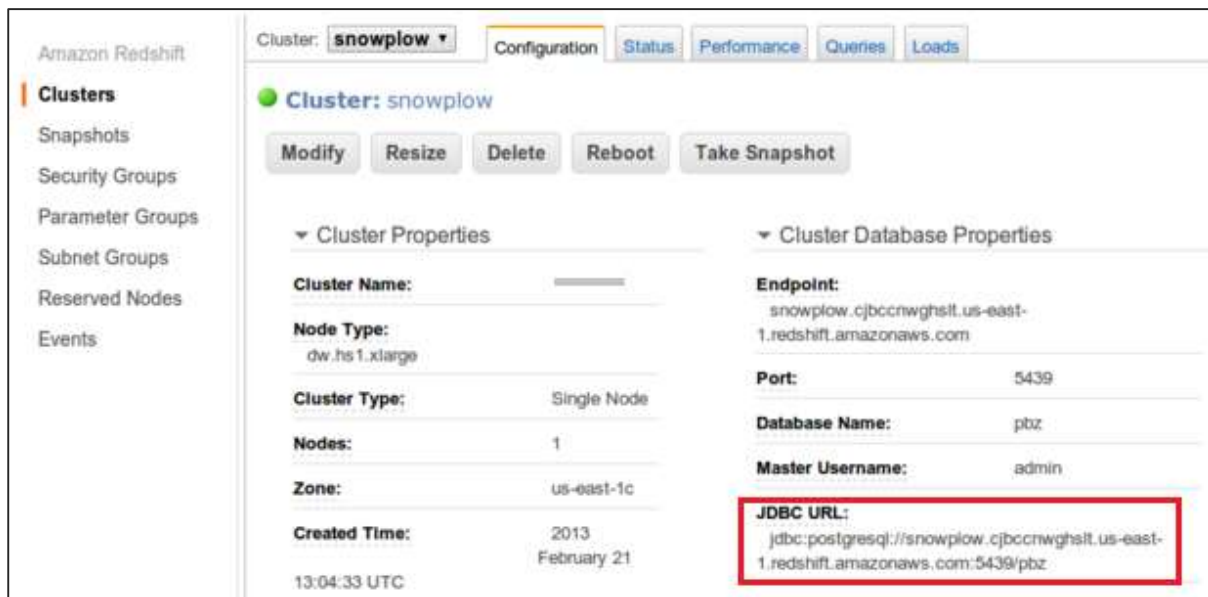 Amazon Redshift
Clusters
Snapshots
Security Groups
Parameter Groups
Subnet Groups
Reserved Nodes
Events
Cluster: snowplow
Configuration Status Performance Queries Loads
Cluster: snowplow
Modify Resize Delete Reboot Take Snapshot
Cluster Properties
Cluster Name:
Node Type:
dw.hs1.xlarge
Cluster Type: Single Node
Nodes: 1
Zone: us-east-1c
Created Time: 2013
February 21
13:04:33 UTC
Cluster Database Properties
Endpoint:
snowplow.cjbccnwghslt.us-east-
1.redshift.amazonaws.com
Port: 5439
Database Name: pbz
Master Username: admin
JDBC URL:
jdbc:postgresql://snowplow.cjbccnwghslt.us-east-
1.redshift.amazonaws.com:5439/pbz